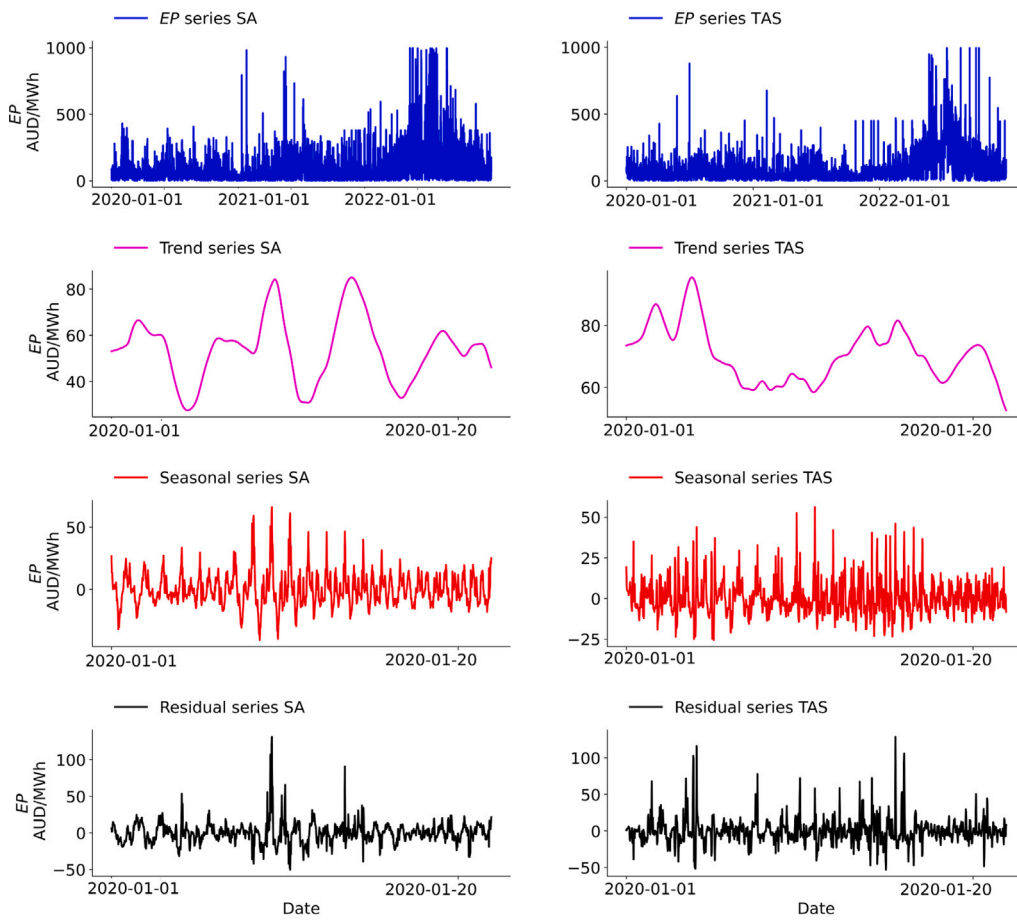 EP series SA
EP series TAS
EP
AUD/MWh
1000
500
0
2020-01-01
2021-01-01
2022-01-01
1000
500
0
2020-01-01
2021-01-01
2022-01-01
Trend series SA
Trend series TAS
EP
AUD/MWh
80
60
40
2020-01-01
2020-01-20
80
60
2020-01-01
2020-01-20
Seasonal series SA
Seasonal series TAS
EP
AUD/MWh
50
0
2020-01-01
2020-01-20
50
25
0
−25
2020-01-01
2020-01-20
Residual series SA
Residual series TAS
EP
AUD/MWh
100
50
0
−50
2020-01-01
2020-01-20
Date
100
50
0
−50
2020-01-01
2020-01-20
Date